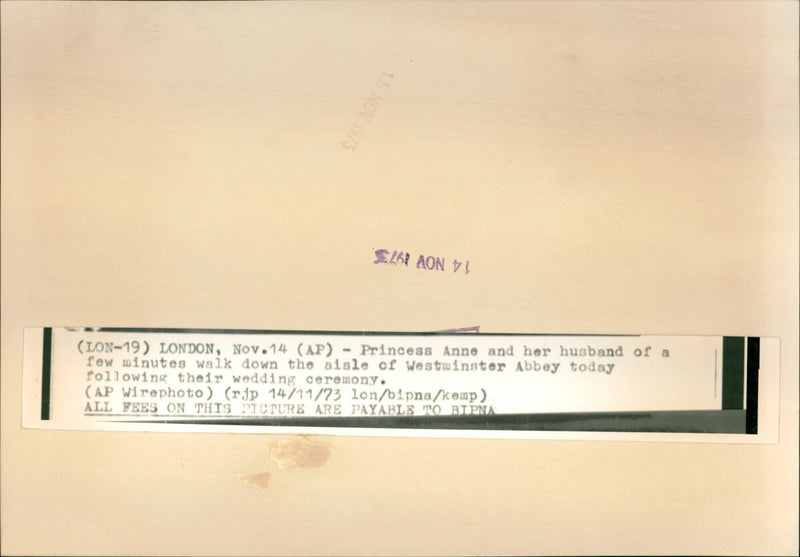 15 NOV 1973
14 NOV 1973
(LON-19) LONDON, Nov.14 (AP) - Princess Anne and her husband of a
few minutes walk down the aisle of Westminster Abbey today
following their wedding ceremony.
(AP Wirephoto) (rjp 14/11/73 lon/bipna/kemp)
ALL FEES ON THIS PICTURE ARE PAYABLE TO BIPNA